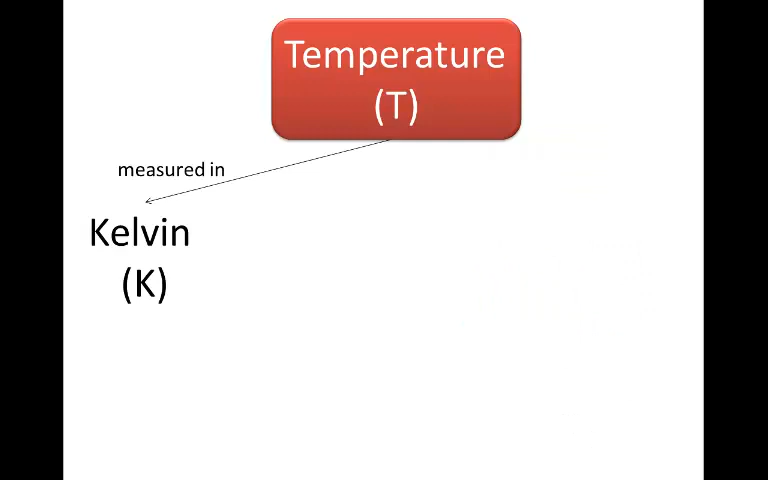 Temperature
(T)
measured in
Kelvin
(K)